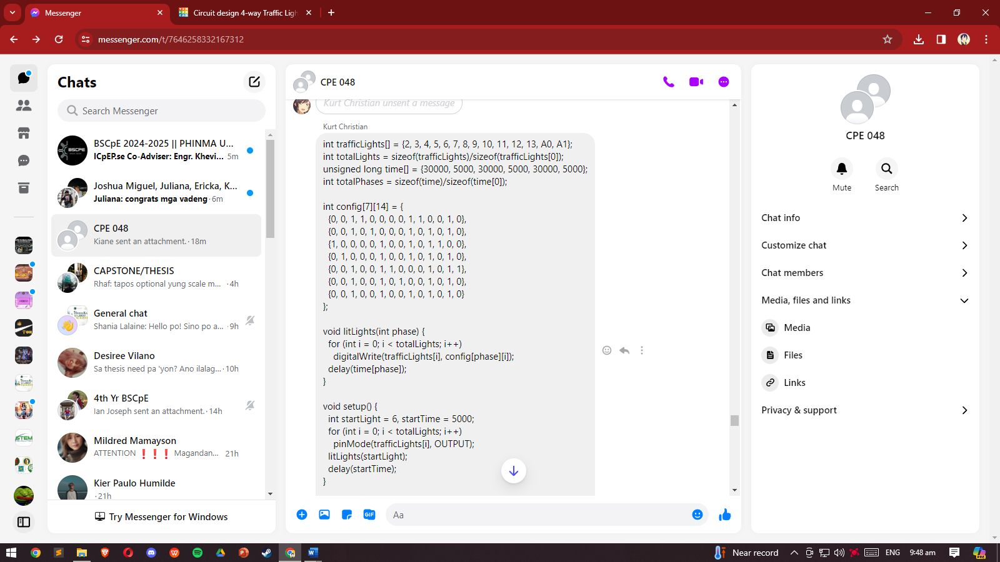 Messenger
Circuit design 4-way Traffic Ligh
messenger.com/t/7646258332167312
Chats
Search Messenger
BSCpE 2024-2025 || PHINMA U...
ICpEP.se Co-Adviser: Engr. Khevi... 5m
Joshua Miguel, Juliana, Ericka, K...
Juliana: congrats mga vadeng · 6m
CPE 048
Kiane sent an attachment. · 18m
CAPSTONE/THESIS
Rhaf: tapos optional yung scale m... · 4h
General chat
Shania Lalaine: Hello po! Sino po a... · 9h
Desiree Vilano
Sa thesis need pa 'yon? Ano ilalag... · 10h
4th Yr BSCpE
Ian Joseph sent an attachment. · 14h
Mildred Mamayson
ATTENTION ❗❗❗ Magandan... 21h
Kier Paulo Humilde
· 21h
Try Messenger for Windows
CPE 048
Kurt Christian unsent a message
Kurt Christian
int trafficLights[] = {2, 3, 4, 5, 6, 7, 8, 9, 10, 11, 12, 13, A0, A1};
int totalLights = sizeof(trafficLights)/sizeof(trafficLights[0]);
unsigned long time[] = {30000, 5000, 30000, 5000, 30000, 5000};
int totalPhases = sizeof(time)/sizeof(time[0]);
int config[7][14] = {
{0, 0, 1, 1, 0, 0, 0, 0, 1, 1, 0, 0, 1, 0},
{0, 0, 1, 0, 1, 0, 0, 0, 1, 0, 1, 0, 1, 0},
{1, 0, 0, 0, 0, 1, 0, 0, 1, 0, 1, 1, 0, 0},
{0, 1, 0, 0, 0, 1, 0, 0, 1, 0, 1, 0, 1, 0},
{0, 0, 1, 0, 0, 1, 1, 0, 0, 0, 1, 0, 1, 1},
{0, 0, 1, 0, 0, 1, 0, 1, 0, 0, 1, 0, 1, 0},
{0, 0, 1, 0, 0, 1, 0, 0, 1, 0, 1, 0, 1, 0}
};
void litLights(int phase) {
for (int i = 0; i < totalLights; i++)
digitalWrite(trafficLights[i], config[phase][i]);
delay(time[phase]);
}
void setup() {
int startLight = 6, startTime = 5000;
for (int i = 0; i < totalLights; i++)
pinMode(trafficLights[i], OUTPUT);
litLights(startLight);
delay(startTime);
}
GIF
Aa
CPE 048
Mute
Search
Chat info
Customize chat
Chat members
Media, files and links
Media
Files
Links
Privacy & support
Near record
ENG
9:48 am